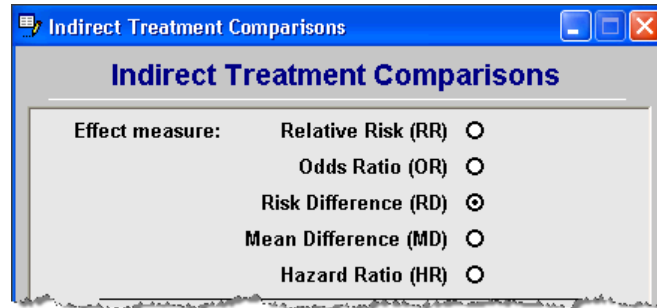 Indirect Treatment Comparisons
Indirect Treatment Comparisons
Effect measure: Relative Risk (RR)
Odds Ratio (OR)
Risk Difference (RD)
Mean Difference (MD)
Hazard Ratio (HR)